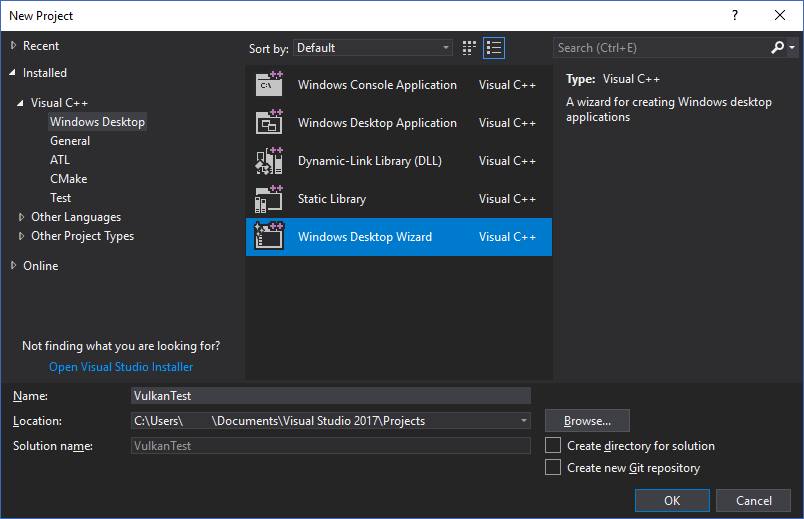 New Project
?
Recent
Installed
Visual C++
Windows Desktop
General
ATL
CMake
Test
Other Languages
Other Project Types
Online
Not finding what you are looking for?
Open Visual Studio Installer
Sort by: Default
Windows Console Application Visual C++
Windows Desktop Application Visual C++
Dynamic-Link Library (DLL) Visual C++
Static Library Visual C++
Windows Desktop Wizard Visual C++
Search (Ctrl+E)
Type: Visual C++
A wizard for creating Windows desktop
applications
Name: VulkanTest
Location: C:\Users\ \Documents\Visual Studio 2017\Projects
Browse...
Solution name: VulkanTest
Create directory for solution
Create new Git repository
OK Cancel